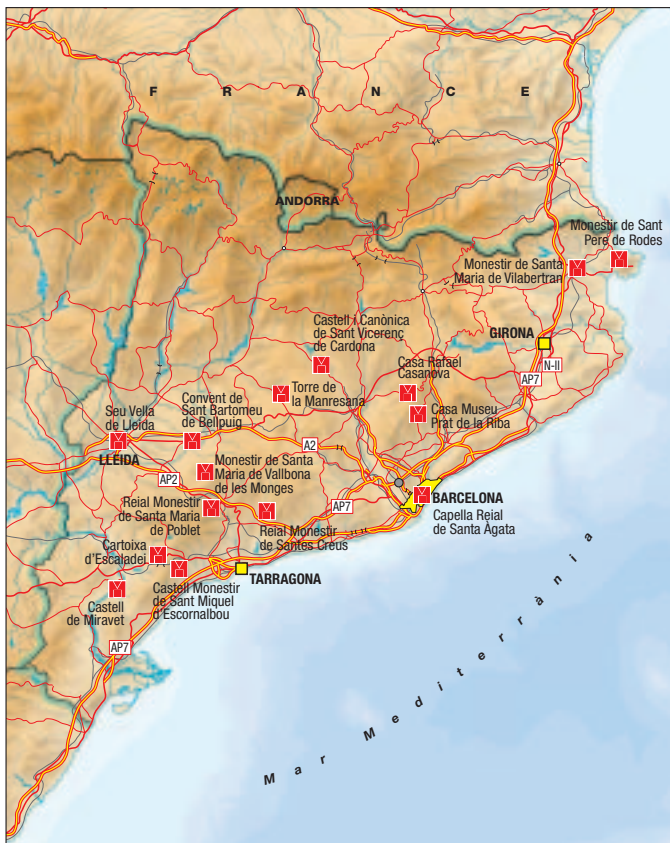 F R A N C E
ANDORRA
Monestir de Sant
Pere de Rodes
Monestir de Santa
Maria de Vilabertran
GIRONA
N-II
AP7
Castell i Canònica
de Sant Vicerenç
de Cardona
Casa Rafael
Casanova
Torre de
la Manresana
Casa Museu
Prat de la Riba
Seu Vella
de Lleida
Convent de
Sant Bartomeu
de Bellpuig
LLEIDA
A2
AP2
Monestir de Santa
Maria de Vallbona
de les Monges
AP7
BARCELONA
Capella Reial
de Santa Àgata
Reial Monestir
de Santa Maria
de Poblet
Reial Monestir
de Santes Creus
Cartoixa
d'Escaladei
TARRAGONA
Castell Monestir
de Sant Miquel
d'Escornalbou
Castell
de Miravet
AP7
Mar Mediterrània